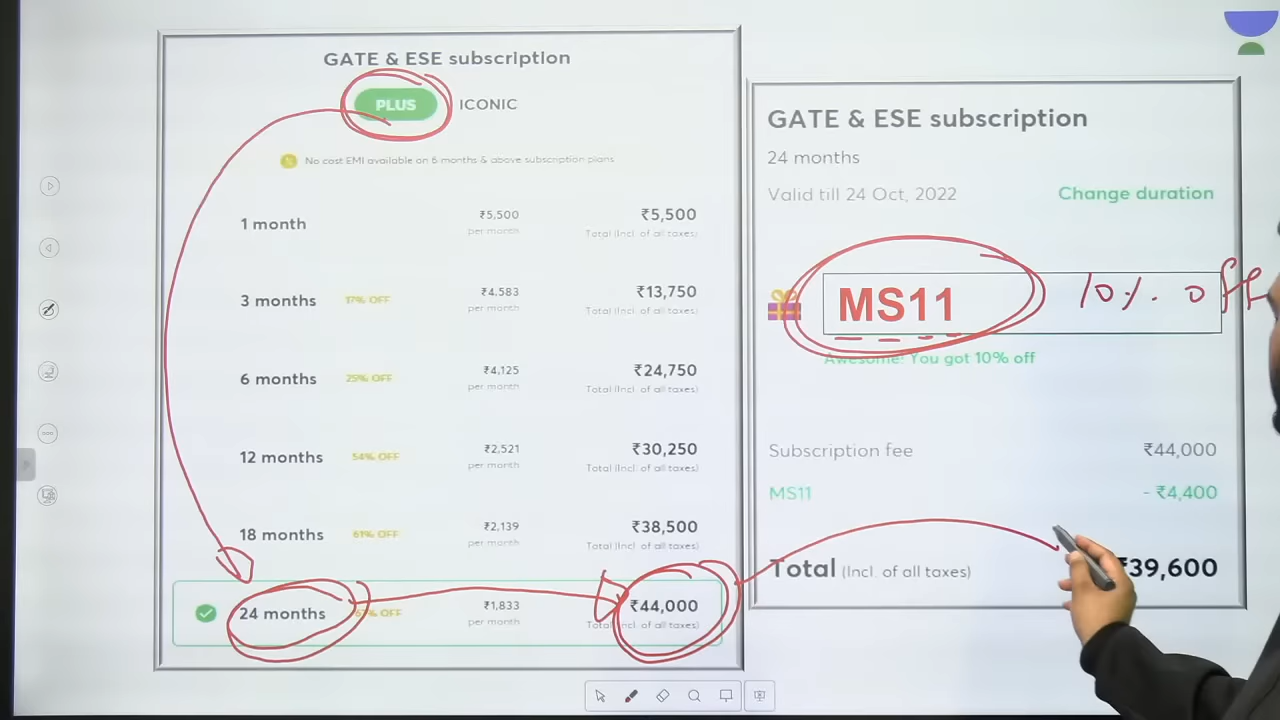 GATE & ESE subscription
PLUS ICONIC
No cost EMI available on 6 months & above subscription plans
1 month ₹5,500 ₹5,500
per month Total (Incl. of all taxes)
3 months 17% OFF ₹4,583 ₹13,750
per month Total (Incl. of all taxes)
6 months 25% OFF ₹4,125 ₹24,750
per month Total (Incl. of all taxes)
12 months 54% OFF ₹2,521 ₹30,250
per month Total (Incl. of all taxes)
18 months 61% OFF ₹2,139 ₹38,500
per month Total (Incl. of all taxes)
24 months OFF ₹1,833 ₹44,000
per month Total (Incl. of all taxes)
GATE & ESE subscription
24 months
Valid till 24 Oct, 2022 Change duration
MS11 10% off
Awesome! You got 10% off
Subscription fee ₹44,000
MS11 - ₹4,400
Total (Incl. of all taxes) ₹39,600